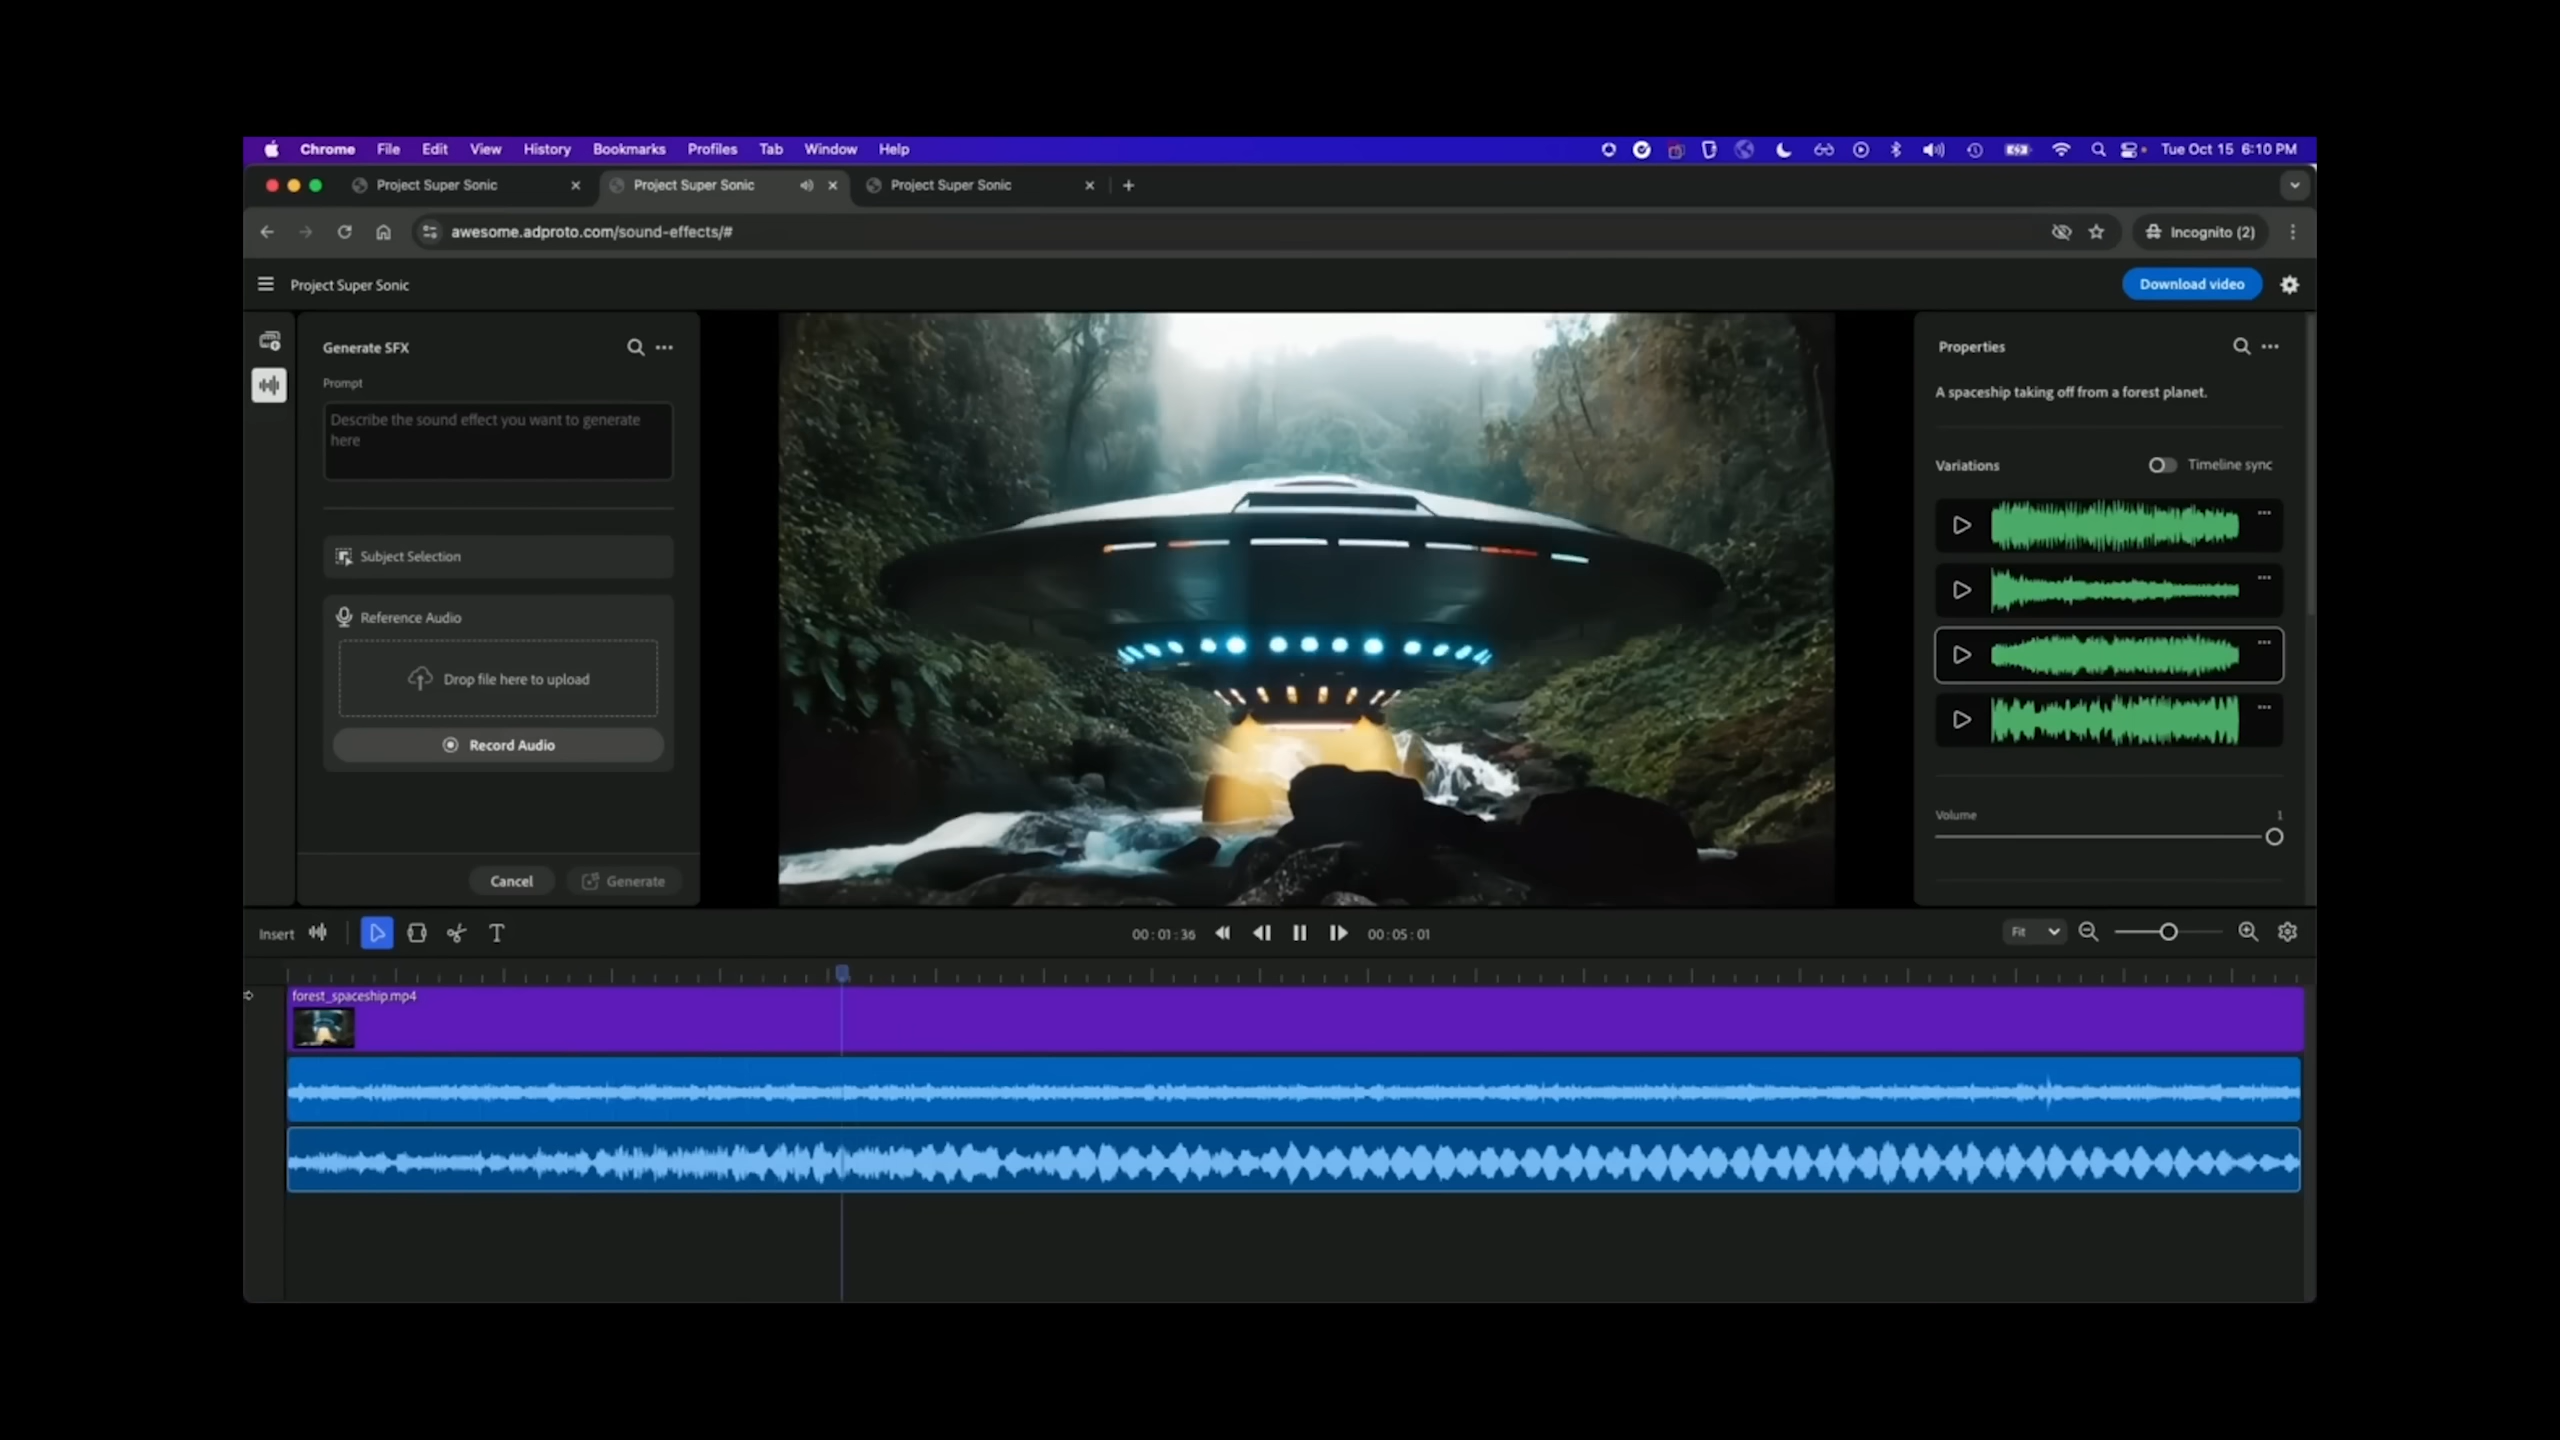 Chrome File Edit View History Bookmarks Profiles Tab Window Help Tue Oct 15 6:10 PM
Project Super Sonic Project Super Sonic Project Super Sonic
awesome.adproto.com/sound-effects/# Incognito (2)
Project Super Sonic Download video
Generate SFX
Prompt
Describe the sound effect you want to generate
here
Subject Selection
Reference Audio
Drop file here to upload
Record Audio
Cancel Generate
Properties
A spaceship taking off from a forest planet.
Variations Timeline sync
Volume 1
Insert 00:01:36 00:05:01 Fit
forest_spaceship.mp4